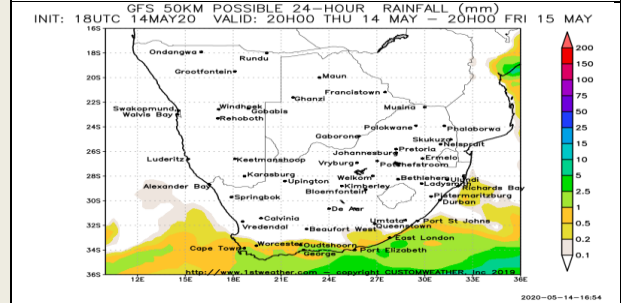 GFS 50KM POSSIBLE 24-HOUR RAINFALL (mm)
INIT: 18UTC 14MAY20 VALID: 20H00 THU 14 MAY - 20H00 FRI 15 MAY
16S
18S
20S
22S
24S
26S
28S
30S
32S
34S
36S
Ondangwa
Rundu
Grootfontein
Maun
Ghanzi
Francistown
Swakopmund
Windhoek
Gobabis
Musina
Walvis Bay
Rehoboth
Polokwane
Phalaborwa
Gaborone
Skukuza
Pretoria
Nelspruit
Johannesburg
Luderitz
Keetmanshoop
Vryburg
Potchefstroom
Ermelo
Karasburg
Upington
Welkom
Bethlehem
Ulundi
Alexander Bay
Kimberley
Ladysmith
Richards Bay
Bloemfontein
Springbok
Pietermaritzburg
Durban
De Aar
Calvinia
Umtata
Port St Johns
Vredendal
Beaufort West
Queenstown
East London
Cape Town
Worcester
Oudtshoorn
George
Port Elizabeth
http://www.1stweather.com - copyright CUSTOMWEATHER, Inc 2019
12E
15E
18E
21E
24E
27E
30E
33E
36E
200
150
100
75
50
25
15
10
5
2.5
1
0.5
0.2
0.1
2020-05-14-16:54